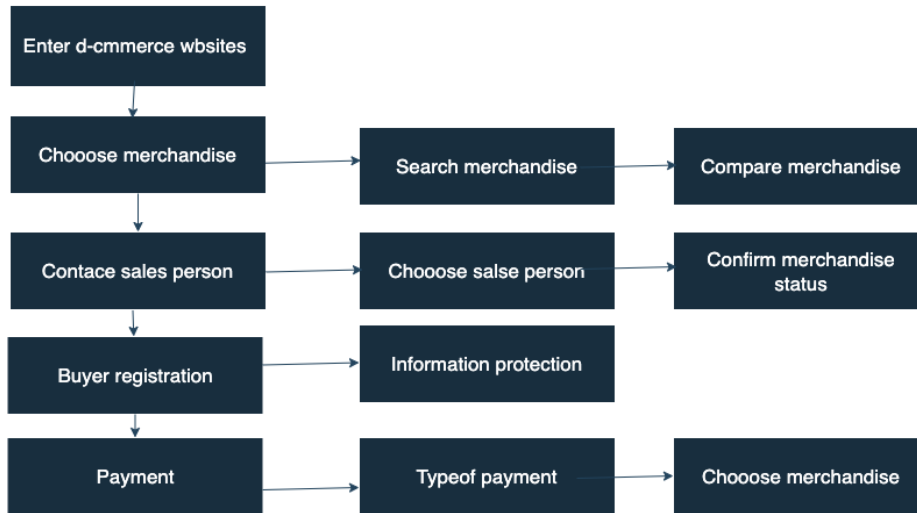 Enter d-cmmerce wbsites
Chooose merchandise
Search merchandise
Compare merchandise
Contace sales person
Chooose salse person
Confirm merchandise
status
Buyer registration
Information protection
Payment
Typeof payment
Chooose merchandise